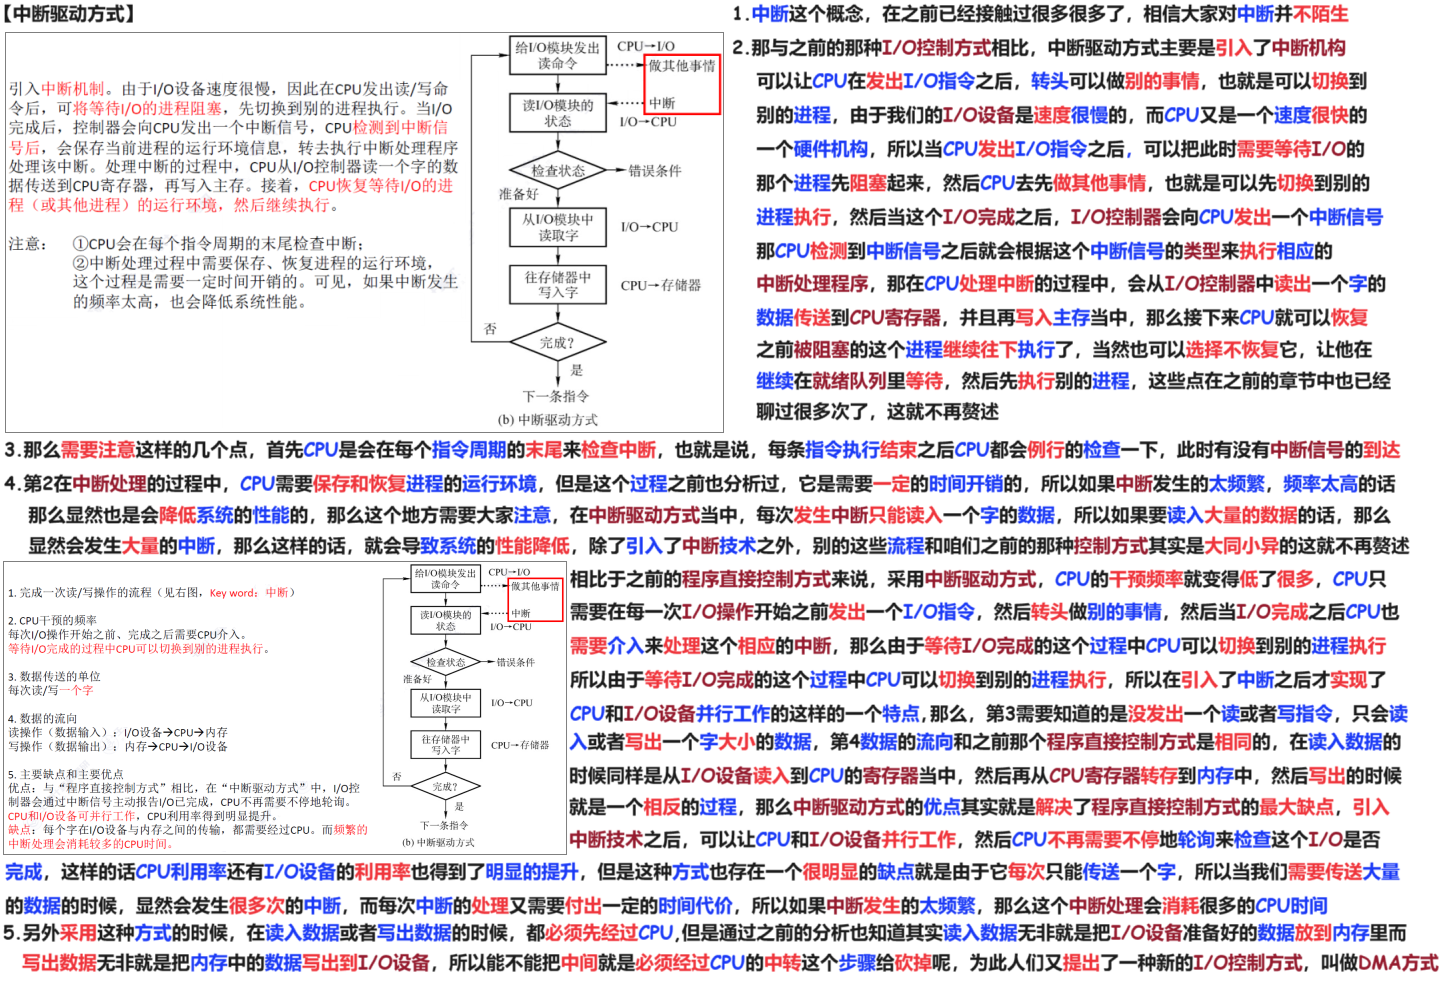 【中断驱动方式】
引入中断机制。由于I/O设备速度很慢，因此在CPU发出读/写命
令后，可将等待I/O的进程阻塞，先切换到别的进程执行。当I/O
完成后，控制器会向CPU发出一个中断信号，CPU检测到中断信
号后，会保存当前进程的运行环境信息，转去执行中断处理程序
处理该中断。处理中断的过程中，CPU从I/O控制器读一个字的数
据传送到CPU寄存器，再写入主存。接着，CPU恢复等待I/O的进
程（或其他进程）的运行环境，然后继续执行。
注意： ①CPU会在每个指令周期的末尾检查中断；
②中断处理过程中需要保存、恢复进程的运行环境，
这个过程是需要一定时间开销的。可见，如果中断发生
的频率太高，也会降低系统性能。
给I/O模块发出
读命令
CPU→I/O
做其他事情
读I/O模块的
状态
中断
I/O→CPU
检查状态
错误条件
准备好
从I/O模块中
读取字
I/O→CPU
往存储器中
写入字
CPU→存储器
否
完成？
是
下一条指令
(b) 中断驱动方式
1.中断这个概念，在之前已经接触过很多很多了，相信大家对中断并不陌生
2.那与之前的那种I/O控制方式相比，中断驱动方式主要是引入了中断机构
可以让CPU在发出I/O指令之后，转头可以做别的事情，也就是可以切换到
别的进程，由于我们的I/O设备是速度很慢的，而CPU又是一个速度很快的
一个硬件机构，所以当CPU发出I/O指令之后，可以把此时需要等待I/O的
那个进程先阻塞起来，然后CPU去先做其他事情，也就是可以先切换到别的
进程执行，然后当这个I/O完成之后，I/O控制器会向CPU发出一个中断信号
那CPU检测到中断信号之后就会根据这个中断信号的类型来执行相应的
中断处理程序，那在CPU处理中断的过程中，会从I/O控制器中读出一个字的
数据传送到CPU寄存器，并且再写入主存当中，那么接下来CPU就可以恢复
之前被阻塞的这个进程继续往下执行了，当然也可以选择不恢复它，让他在
继续在就绪队列里等待，然后先执行别的进程，这些点在之前的章节中也已经
聊过很多次了，这就不再赘述
3.那么需要注意这样的几个点，首先CPU是会在每个指令周期的末尾来检查中断，也就是说，每条指令执行结束之后CPU都会例行的检查一下，此时有没有中断信号的到达
4.第2在中断处理的过程中，CPU需要保存和恢复进程的运行环境，但是这个过程之前也分析过，它是需要一定的时间开销的，所以如果中断发生的太频繁，频率太高的话
那么显然也是会降低系统的性能的，那么这个地方需要大家注意，在中断驱动方式当中，每次发生中断只能读入一个字的数据，所以如果要读入大量的数据的话，那么
显然会发生大量的中断，那么这样的话，就会导致系统的性能降低，除了引入了中断技术之外，别的这些流程和咱们之前的那种控制方式其实是大同小异的这就不再赘述
1. 完成一次读/写操作的流程（见右图，Key word：中断）
2. CPU干预的频率
每次I/O操作开始之前、完成之后需要CPU介入。
等待I/O完成的过程中CPU可以切换到别的进程执行。
3. 数据传送的单位
每次读/写一个字
4. 数据的流向
读操作（数据输入）：I/O设备→CPU→内存
写操作（数据输出）：内存→CPU→I/O设备
5. 主要缺点和主要优点
优点：与“程序直接控制方式”相比，在“中断驱动方式”中，I/O控
制器会通过中断信号主动报告I/O已完成，CPU不再需要不停地轮询。
CPU和I/O设备可并行工作，CPU利用率得到明显提升。
缺点：每个字在I/O设备与内存之间的传输，都需要经过CPU。而频繁的
中断处理会消耗较多的CPU时间。
给I/O模块发出
读命令
CPU→I/O
做其他事情
读I/O模块的
状态
中断
I/O→CPU
检查状态
错误条件
准备好
从I/O模块中
读取字
I/O→CPU
往存储器中
写入字
CPU→存储器
否
完成？
是
下一条指令
(b) 中断驱动方式
相比于之前的程序直接控制方式来说，采用中断驱动方式，CPU的干预频率就变得低了很多，CPU只
需要在每一次I/O操作开始之前发出一个I/O指令，然后转头做别的事情，然后当I/O完成之后CPU也
需要介入来处理这个相应的中断，那么由于等待I/O完成的这个过程中CPU可以切换到别的进程执行
所以由于等待I/O完成的这个过程中CPU可以切换到别的进程执行，所以在引入了中断之后才实现了
CPU和I/O设备并行工作的这样的一个特点,那么，第3需要知道的是没发出一个读或者写指令，只会读
入或者写出一个字大小的数据，第4数据的流向和之前那个程序直接控制方式是相同的，在读入数据的
时候同样是从I/O设备读入到CPU的寄存器当中，然后再从CPU寄存器转存到内存中，然后写出的时候
就是一个相反的过程，那么中断驱动方式的优点其实就是解决了程序直接控制方式的最大缺点，引入
中断技术之后，可以让CPU和I/O设备并行工作，然后CPU不再需要不停地轮询来检查这个I/O是否
完成，这样的话CPU利用率还有I/O设备的利用率也得到了明显的提升，但是这种方式也存在一个很明显的缺点就是由于它每次只能传送一个字，所以当我们需要传送大量
的数据的时候，显然会发生很多次的中断，而每次中断的处理又需要付出一定的时间代价，所以如果中断发生的太频繁，那么这个中断处理会消耗很多的CPU时间
5.另外采用这种方式的时候，在读入数据或者写出数据的时候，都必须先经过CPU,但是通过之前的分析也知道其实读入数据无非就是把I/O设备准备好的数据放到内存里面
写出数据无非就是把内存中的数据写出到I/O设备，所以能不能把中间就是必须经过CPU的中转这个步骤给砍掉呢，为此人们又提出了一种新的I/O控制方式，叫做DMA方式